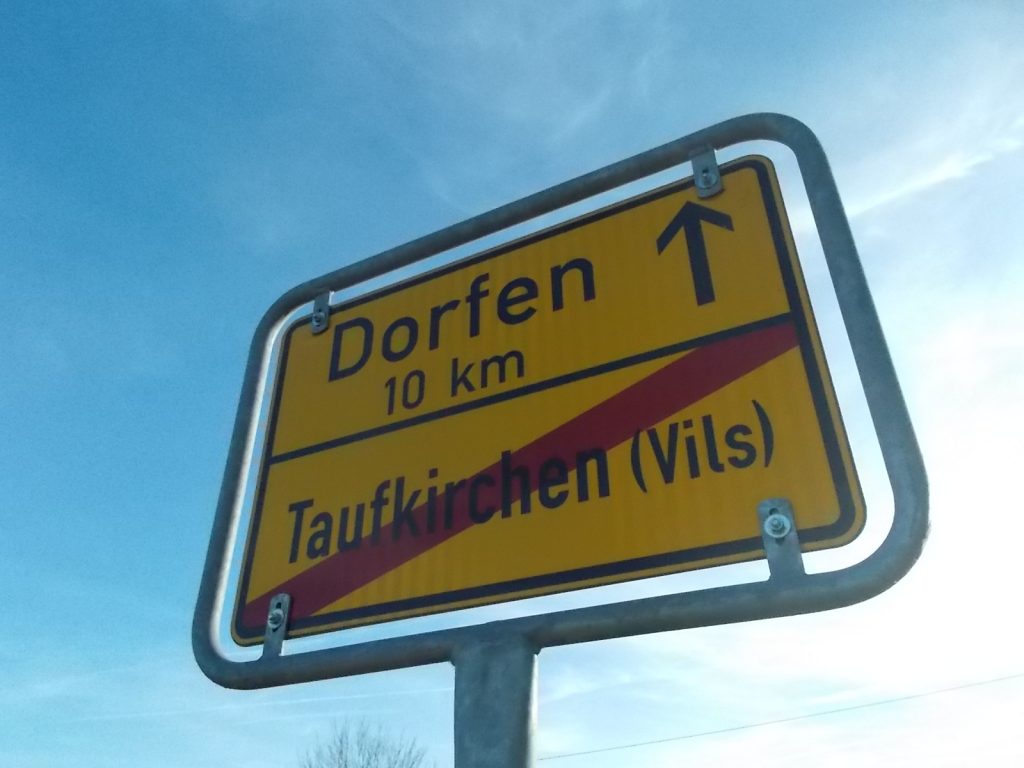 Dorfen
10 km
Taufkirchen (Vils)